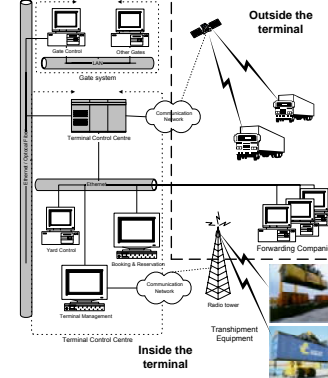 Outside the
terminal
Gate Control
Other Gates
LAN
Gate system
Communication
Network
Terminal Control Centre
Ethernet / Optical Fibre
Ethernet
Yard Control
Booking & Reservation
Forwarding Compani
Communication
Network
Terminal Management
Radio tower
Transhipment
Equipment
Terminal Control Centre
Inside the
terminal